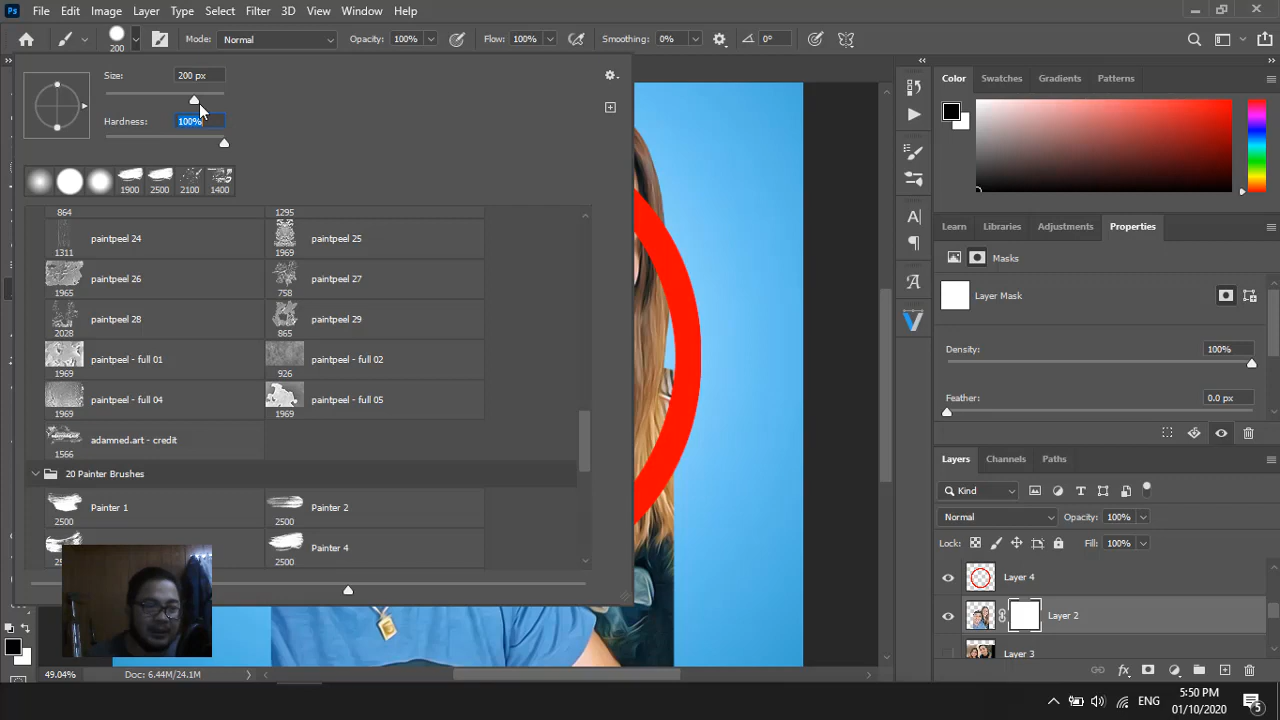 Ps File Edit Image Layer Type Select Filter 3D View Window Help
200 Mode: Normal Opacity: 100% Flow: 100% Smoothing: 0% 0°
Size: 200 px
Hardness: 100%
1900 2500 2100 1400
864 1295
paintpeel 24 paintpeel 25
1311 1969
paintpeel 26 paintpeel 27
1965 758
paintpeel 28 paintpeel 29
2028 865
paintpeel - full 01 paintpeel - full 02
1969 926
paintpeel - full 04 paintpeel - full 05
1969 1969
adamned.art - credit
1566
20 Painter Brushes
Painter 1 Painter 2
2500 2500
Painter 4
2500
Color Swatches Gradients Patterns
Learn Libraries Adjustments Properties
Masks
Layer Mask
Density: 100%
Feather: 0.0 px
Layers Channels Paths
Kind
Normal Opacity: 100%
Lock: Fill: 100%
Layer 4
Layer 2
Layer 3
49.04% Doc: 6.44M/24.1M
ENG
5:50 PM
01/10/2020
5